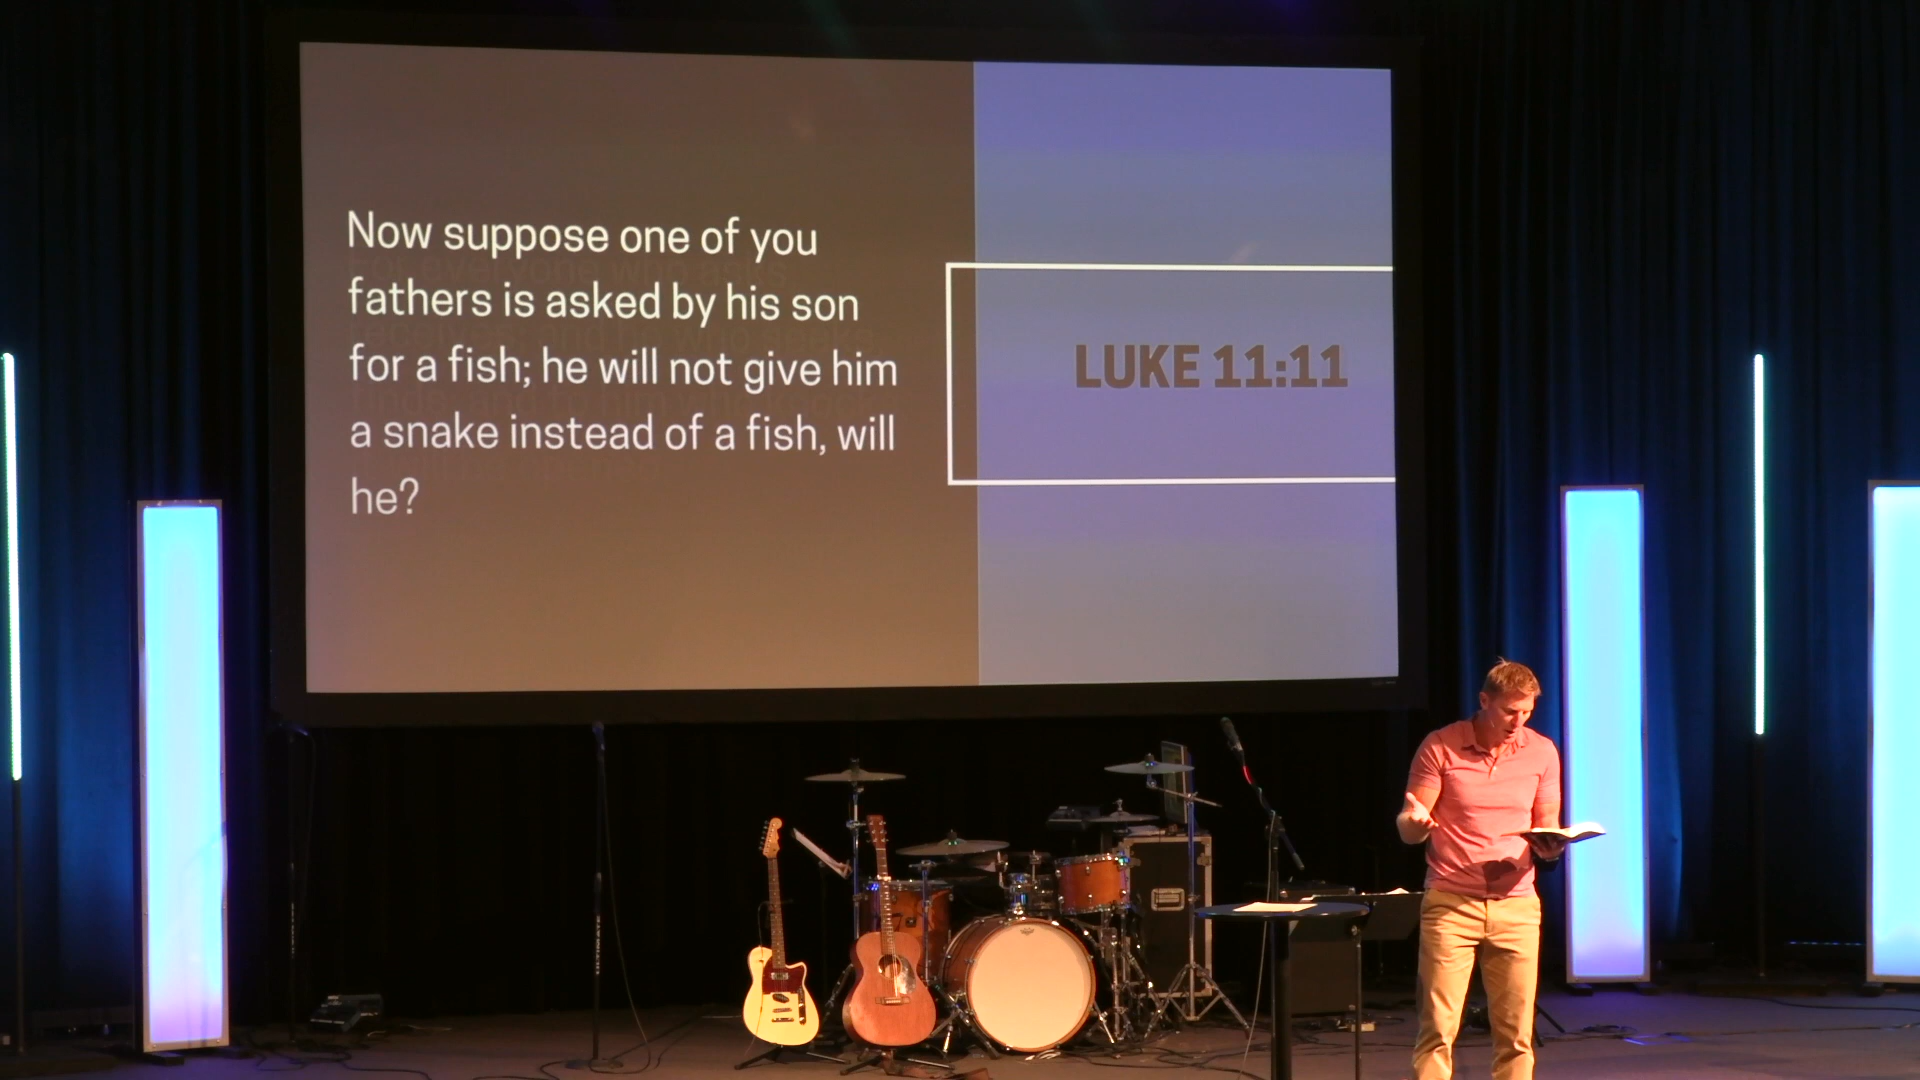 Now suppose one of you
fathers is asked by his son
for a fish; he will not give him
a snake instead of a fish, will
he?
LUKE 11:11